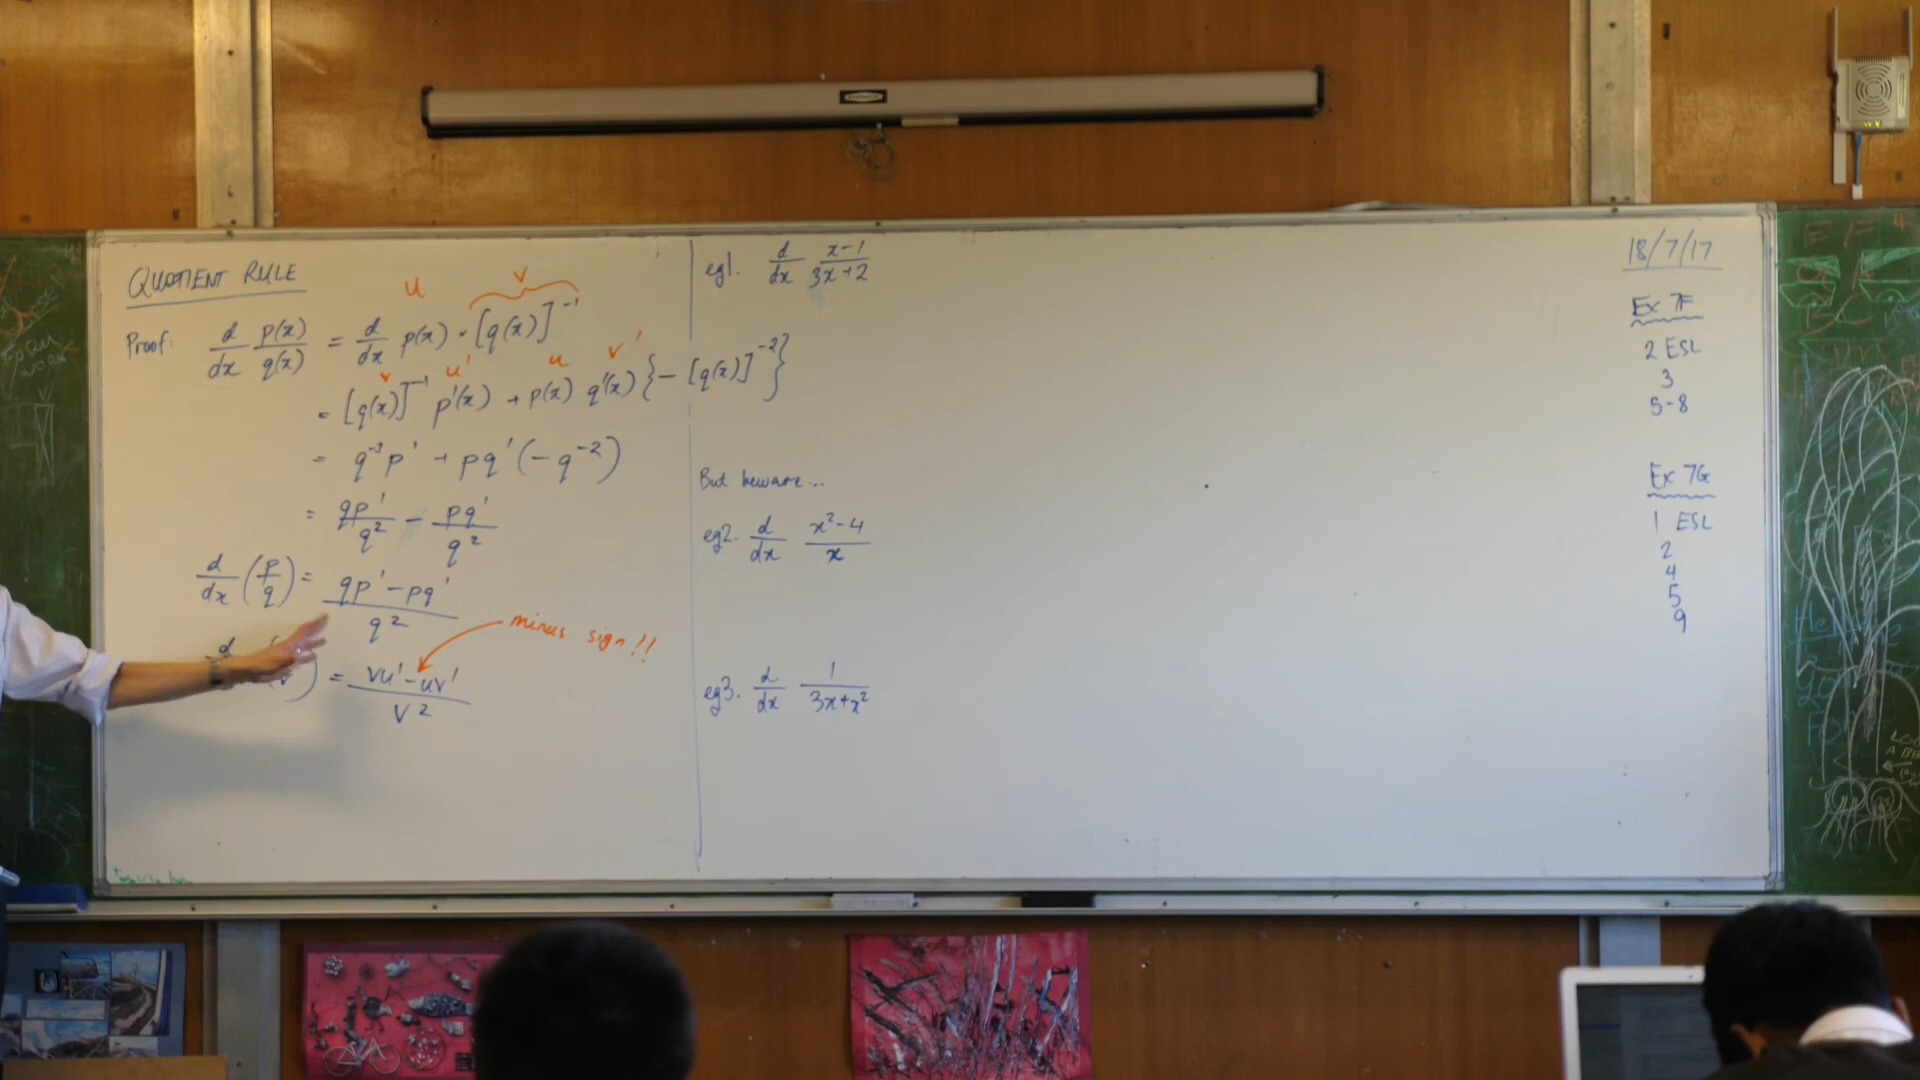 QUOTIENT RULE
u v
Proof: d/dx p(x)/q(x) = d/dx p(x) · [q(x)]⁻¹
v u' u v'
= [q(x)]⁻¹ p'(x) + p(x) q'(x) {− [q(x)]⁻²}
= q⁻¹p' + pq' (−q⁻²)
= qp'/q² − pq'/q²
d/dx (p/q) = (qp' − pq')/q²
minus sign!!
= (vu' − uv')/v²
eg1. d/dx (x−1)/(3x+2)
But beware...
eg2. d/dx (x²−4)/x
eg3. d/dx 1/(3x+x²)
18/7/17
Ex 7F
2 ESL
3
5-8
Ex 7G
1 ESL
2
4
5
9